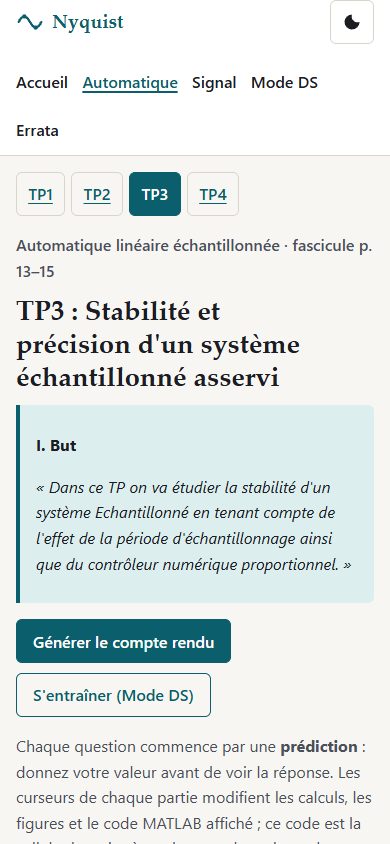 Nyquist
Accueil Automatique Signal Mode DS
Errata
TP1 TP2 TP3 TP4
Automatique linéaire échantillonnée · fascicule p.
13–15
TP3 : Stabilité et
précision d'un système
échantillonné asservi
I. But
« Dans ce TP on va étudier la stabilité d'un
système Echantillonné en tenant compte de
l'effet de la période d'échantillonnage ainsi
que du contrôleur numérique proportionnel. »
Générer le compte rendu
S'entraîner (Mode DS)
Chaque question commence par une prédiction :
donnez votre valeur avant de voir la réponse. Les
curseurs de chaque partie modifient les calculs, les
figures et le code MATLAB affiché ; ce code est la